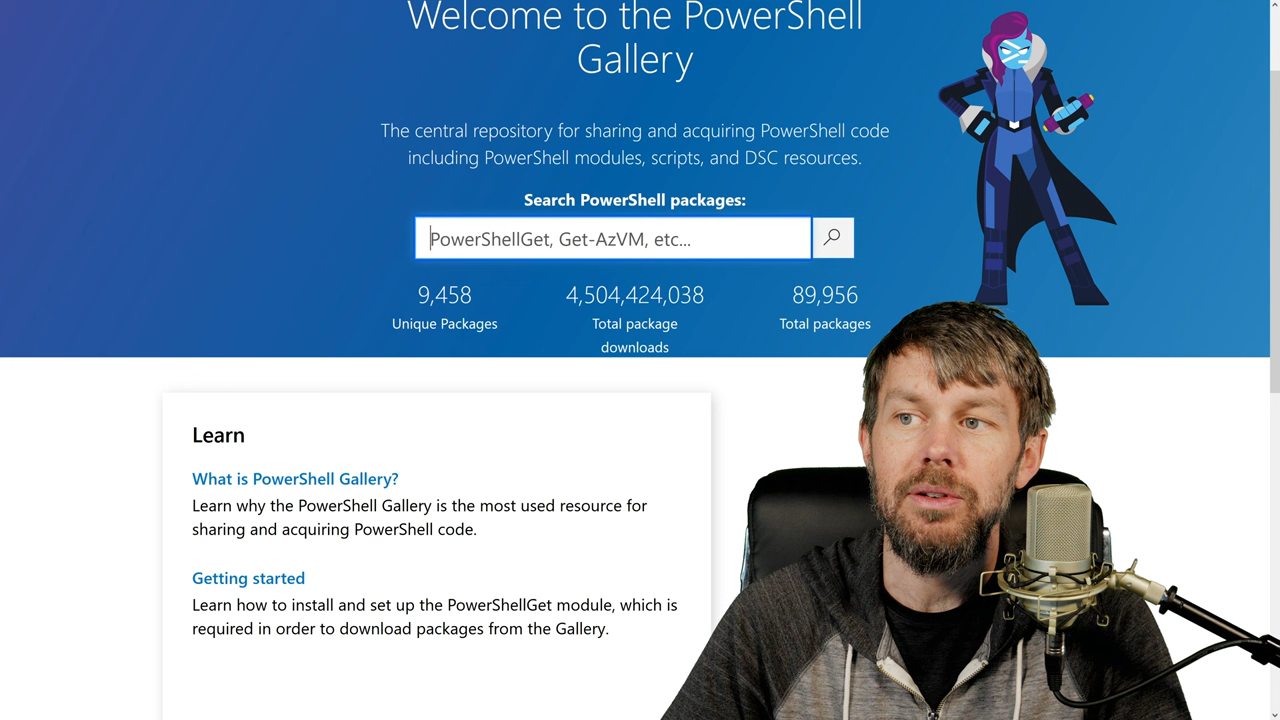 Welcome to the PowerShell
Gallery
The central repository for sharing and acquiring PowerShell code
including PowerShell modules, scripts, and DSC resources.
Search PowerShell packages:
PowerShellGet, Get-AzVM, etc...
9,458
Unique Packages
4,504,424,038
Total package
downloads
89,956
Total packages
Learn
What is PowerShell Gallery?
Learn why the PowerShell Gallery is the most used resource for
sharing and acquiring PowerShell code.
Getting started
Learn how to install and set up the PowerShellGet module, which is
required in order to download packages from the Gallery.